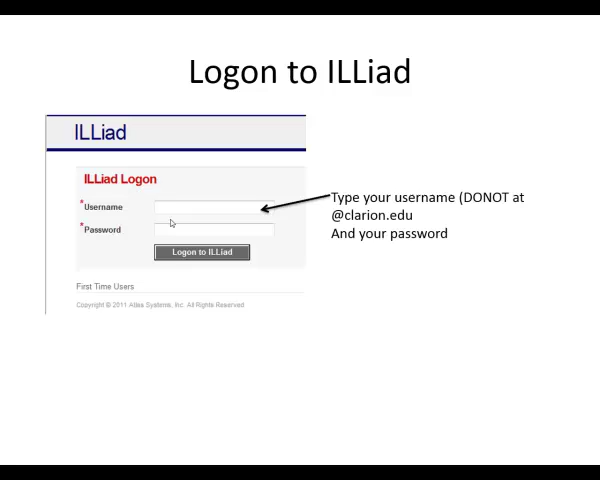 Logon to ILLiad
ILLiad
ILLiad Logon
*Username
*Password
Logon to ILLiad
First Time Users
Copyright © 2011 Atlas Systems, Inc. All Rights Reserved
Type your username (DONOT at
@clarion.edu
And your password